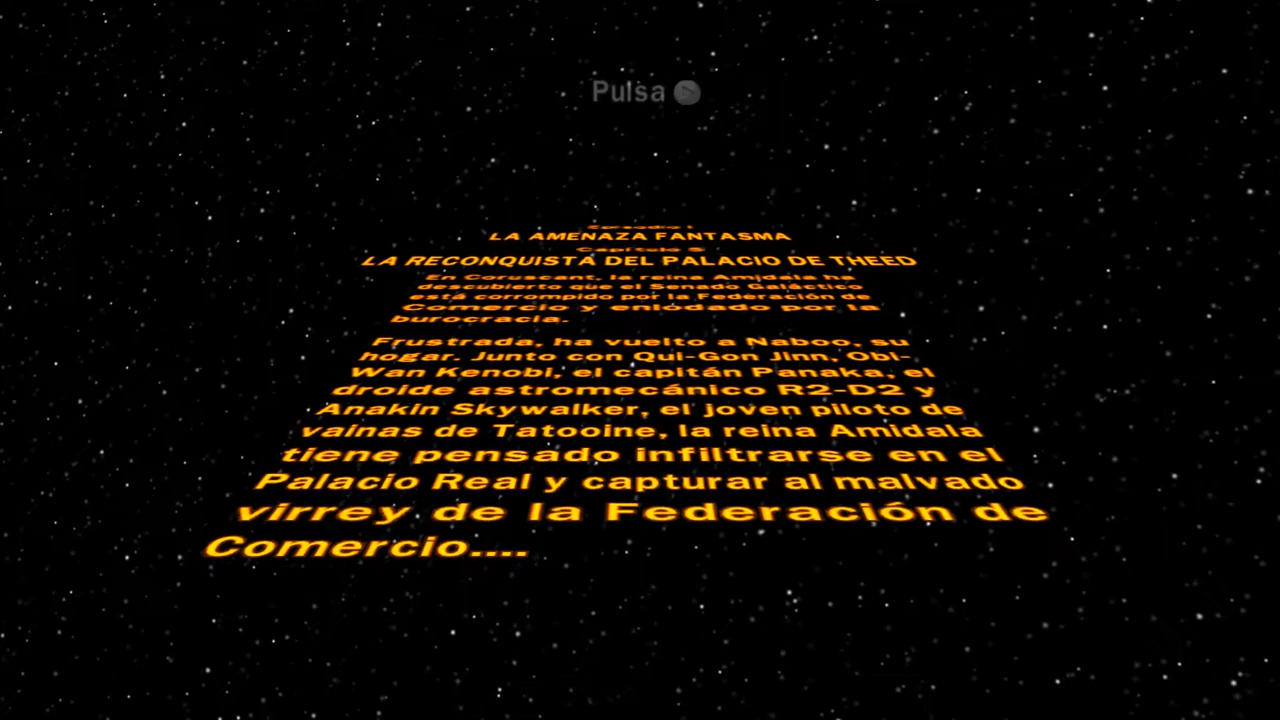 Pulsa
Episodio I
LA AMENAZA FANTASMA
Capítulo 5
LA RECONQUISTA DEL PALACIO DE THEED
En Coruscant, la reina Amidala ha
descubierto que el Senado Galáctico
está corrompido por la Federación de
Comercio y enlodado por la
burocracia.
Frustrada, ha vuelto a Naboo, su
hogar. Junto con Qui-Gon Jinn, Obi-
Wan Kenobi, el capitán Panaka, el
droide astromecánico R2-D2 y
Anakin Skywalker, el joven piloto de
vainas de Tatooine, la reina Amidala
tiene pensado infiltrarse en el
Palacio Real y capturar al malvado
virrey de la Federación de
Comercio....